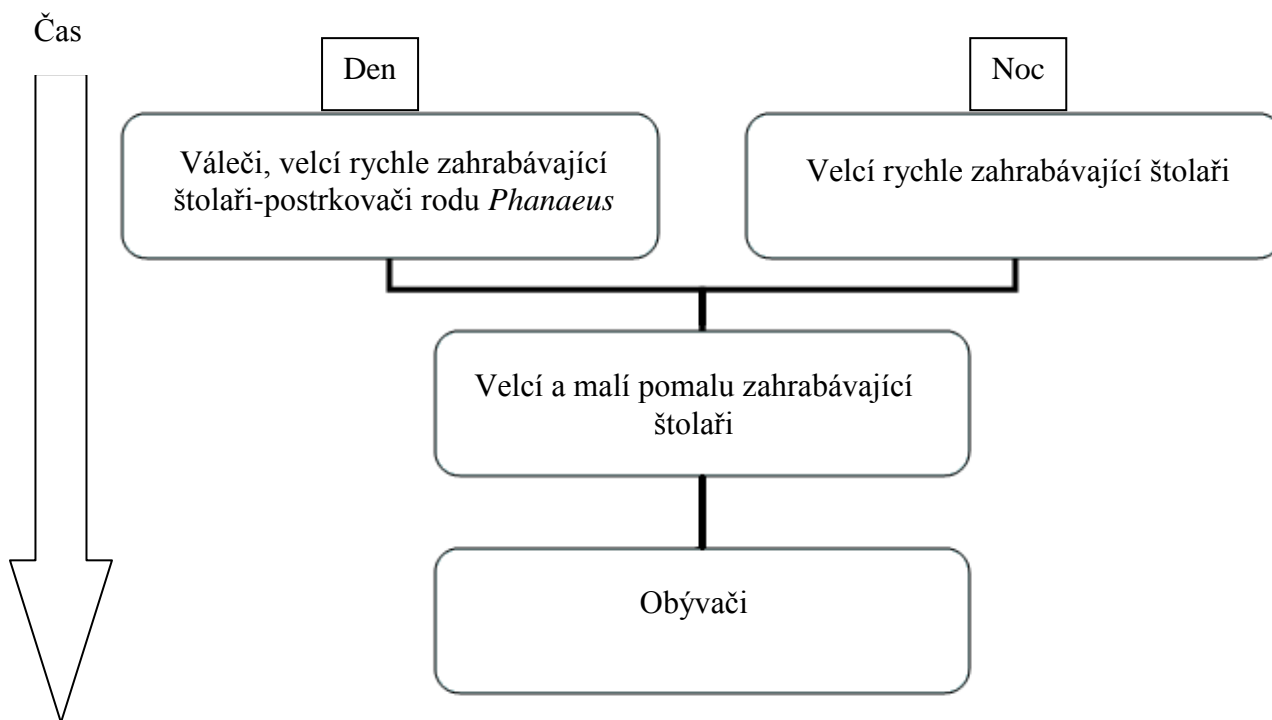 Čas
Den
Noc
Váleči, velcí rychle zahrabávající
štolaři-postrkovači rodu Phanaeus
Velcí rychle zahrabávající štolaři
Velcí a malí pomalu zahrabávající
štolaři
Obývači